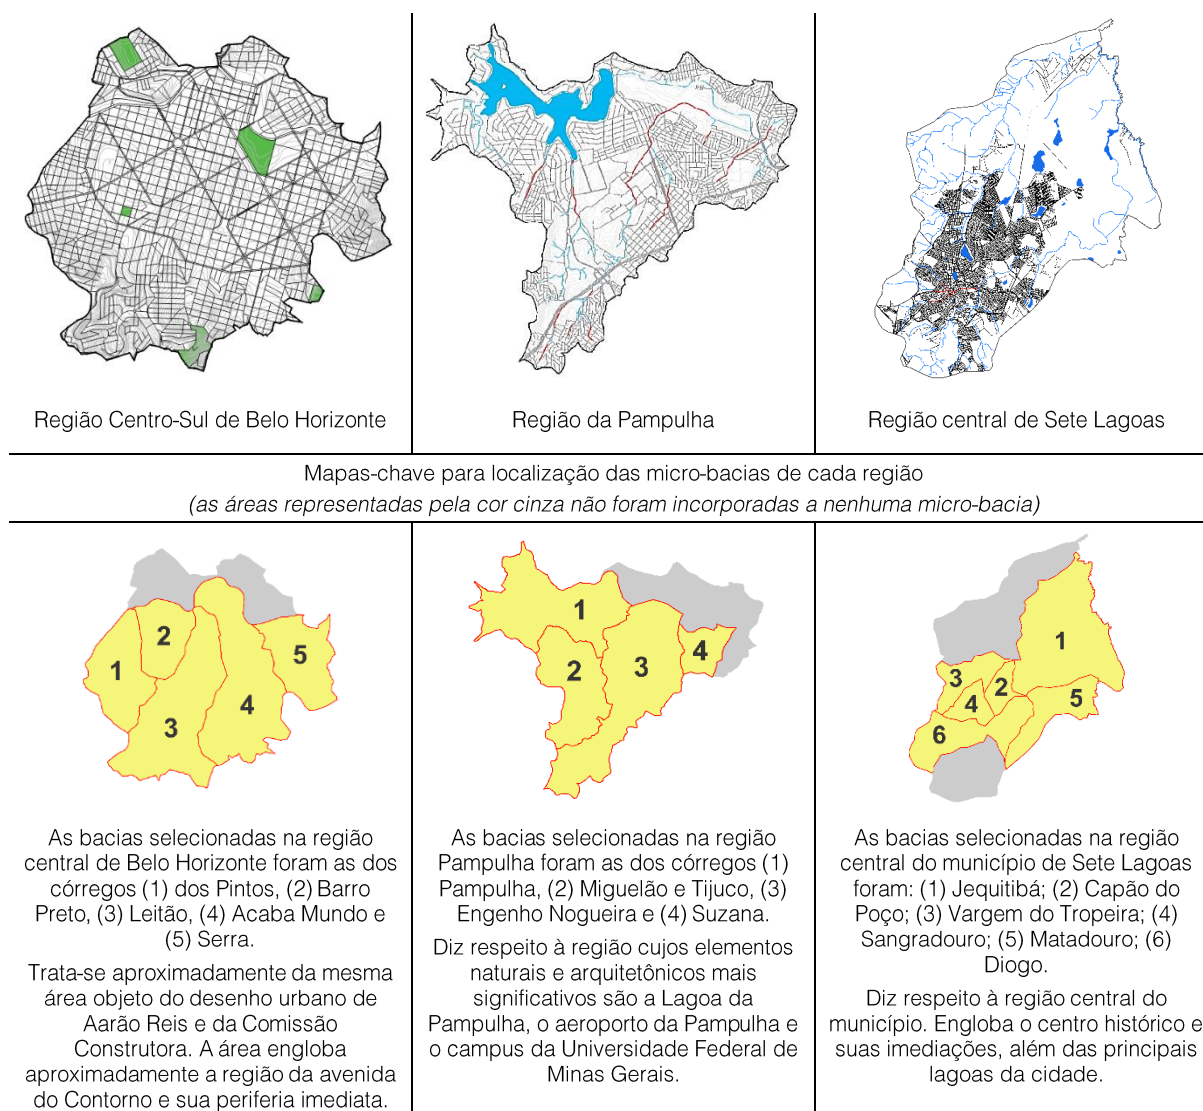 Região Centro-Sul de Belo Horizonte
Região da Pampulha
Região central de Sete Lagoas
Mapas-chave para localização das micro-bacias de cada região
(as áreas representadas pela cor cinza não foram incorporadas a nenhuma micro-bacia)
1
2
3
4
5
1
2
3
4
1
2
3
4
5
6
As bacias selecionadas na região
central de Belo Horizonte foram as dos
córregos (1) dos Pintos, (2) Barro
Preto, (3) Leitão, (4) Acaba Mundo e
(5) Serra.
Trata-se aproximadamente da mesma
área objeto do desenho urbano de
Aarão Reis e da Comissão
Construtora. A área engloba
aproximadamente a região da avenida
do Contorno e sua periferia imediata.
As bacias selecionadas na região
Pampulha foram as dos córregos (1)
Pampulha, (2) Miguelão e Tijuco, (3)
Engenho Nogueira e (4) Suzana.
Diz respeito à região cujos elementos
naturais e arquitetônicos mais
significativos são a Lagoa da
Pampulha, o aeroporto da Pampulha e
o campus da Universidade Federal de
Minas Gerais.
As bacias selecionadas na região
central do município de Sete Lagoas
foram: (1) Jequitibá; (2) Capão do
Poço; (3) Vargem do Tropeira; (4)
Sangradouro; (5) Matadouro; (6)
Diogo.
Diz respeito à região central do
município. Engloba o centro histórico e
suas imediações, além das principais
lagoas da cidade.